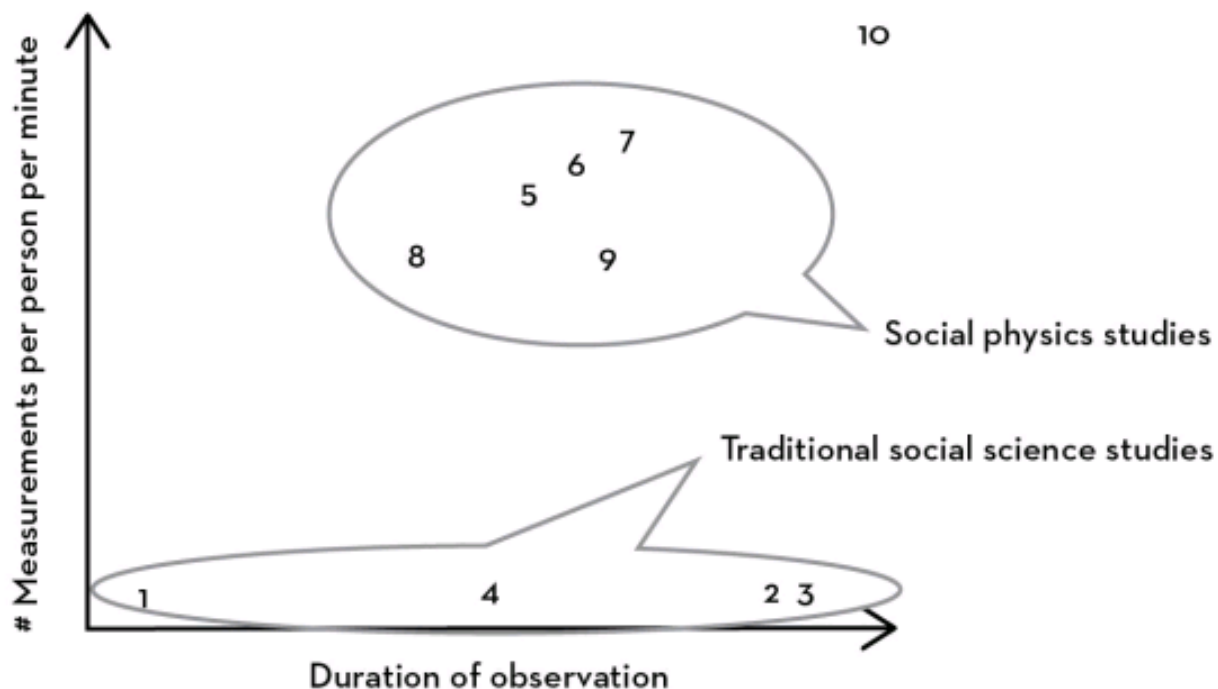 # Measurements per person per minute
10
7
6
5
8
9
Social physics studies
Traditional social science studies
1
4
2
3
Duration of observation